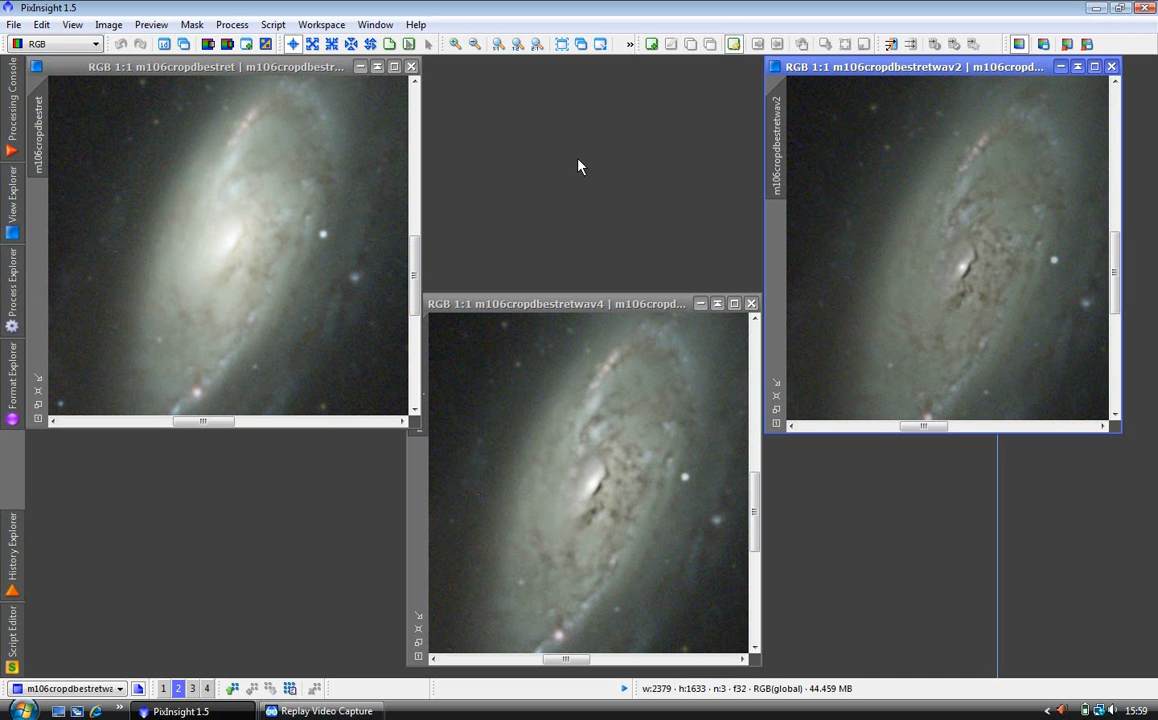 PixInsight 1.5
File Edit View Image Preview Mask Process Script Workspace Window Help
RGB
RGB 1:1 m106cropdbestret | m106cropdbestr...
RGB 1:1 m106cropdbestretwav2 | m106cropd...
m106cropdbestret
m106cropdbestretwav2
Processing Console
View Explorer
Process Explorer
Format Explorer
History Explorer
Script Editor
RGB 1:1 m106cropdbestretwav4 | m106cropd...
m106cropdbestretwa
1 2 3 4
w:2379 · h:1633 · n:3 · f32 · RGB(global) · 44.459 MB
PixInsight 1.5
Replay Video Capture
15:59